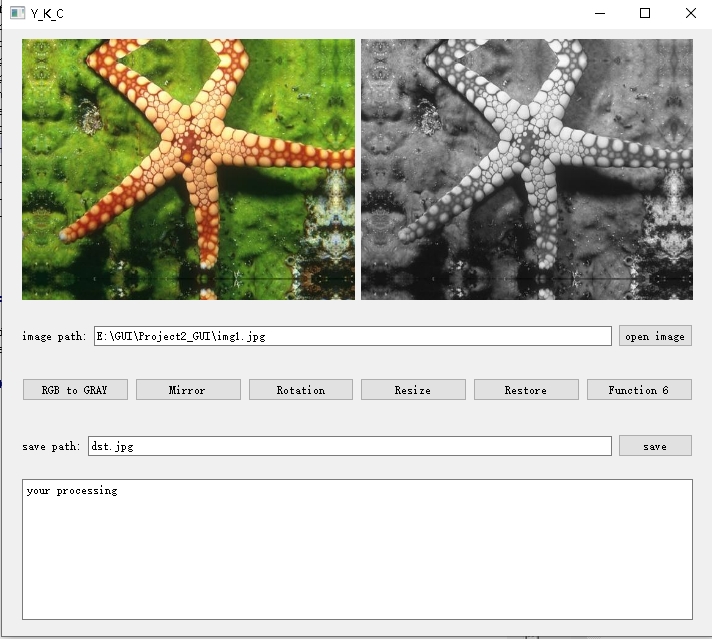 Y_K_C
image path: E:\GUI\Project2_GUI\img1.jpg open image
RGB to GRAY Mirror Rotation Resize Restore Function 6
save path: dst.jpg save
your processing